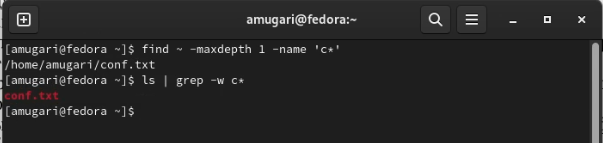 amugari@fedora:~
[amugari@fedora ~]$ find ~ -maxdepth 1 -name 'c*'
/home/amugari/conf.txt
[amugari@fedora ~]$ ls | grep -w c*
conf.txt
[amugari@fedora ~]$